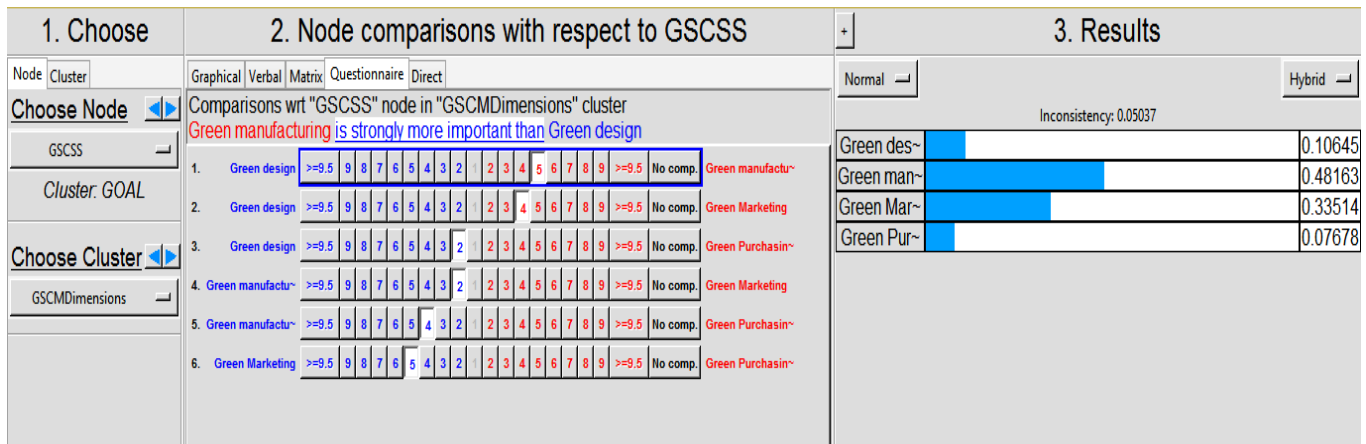 1. Choose
2. Node comparisons with respect to GSCSS
+
3. Results
Node Cluster
Graphical Verbal Matrix Questionnaire Direct
Normal
Hybrid
Choose Node
GSCSS
Cluster: GOAL
Choose Cluster
GSCMDimensions
Comparisons wrt "GSCSS" node in "GSCMDimensions" cluster
Green manufacturing is strongly more important than Green design
1. Green design >=9.5 9 8 7 6 5 4 3 2 1 2 3 4 5 6 7 8 9 >=9.5 No comp. Green manufactu~
2. Green design >=9.5 9 8 7 6 5 4 3 2 1 2 3 4 5 6 7 8 9 >=9.5 No comp. Green Marketing
3. Green design >=9.5 9 8 7 6 5 4 3 2 1 2 3 4 5 6 7 8 9 >=9.5 No comp. Green Purchasin~
4. Green manufactu~ >=9.5 9 8 7 6 5 4 3 2 1 2 3 4 5 6 7 8 9 >=9.5 No comp. Green Marketing
5. Green manufactu~ >=9.5 9 8 7 6 5 4 3 2 1 2 3 4 5 6 7 8 9 >=9.5 No comp. Green Purchasin~
6. Green Marketing >=9.5 9 8 7 6 5 4 3 2 1 2 3 4 5 6 7 8 9 >=9.5 No comp. Green Purchasin~
Inconsistency: 0.05037
Green des~ 0.10645
Green man~ 0.48163
Green Mar~ 0.33514
Green Pur~ 0.07678